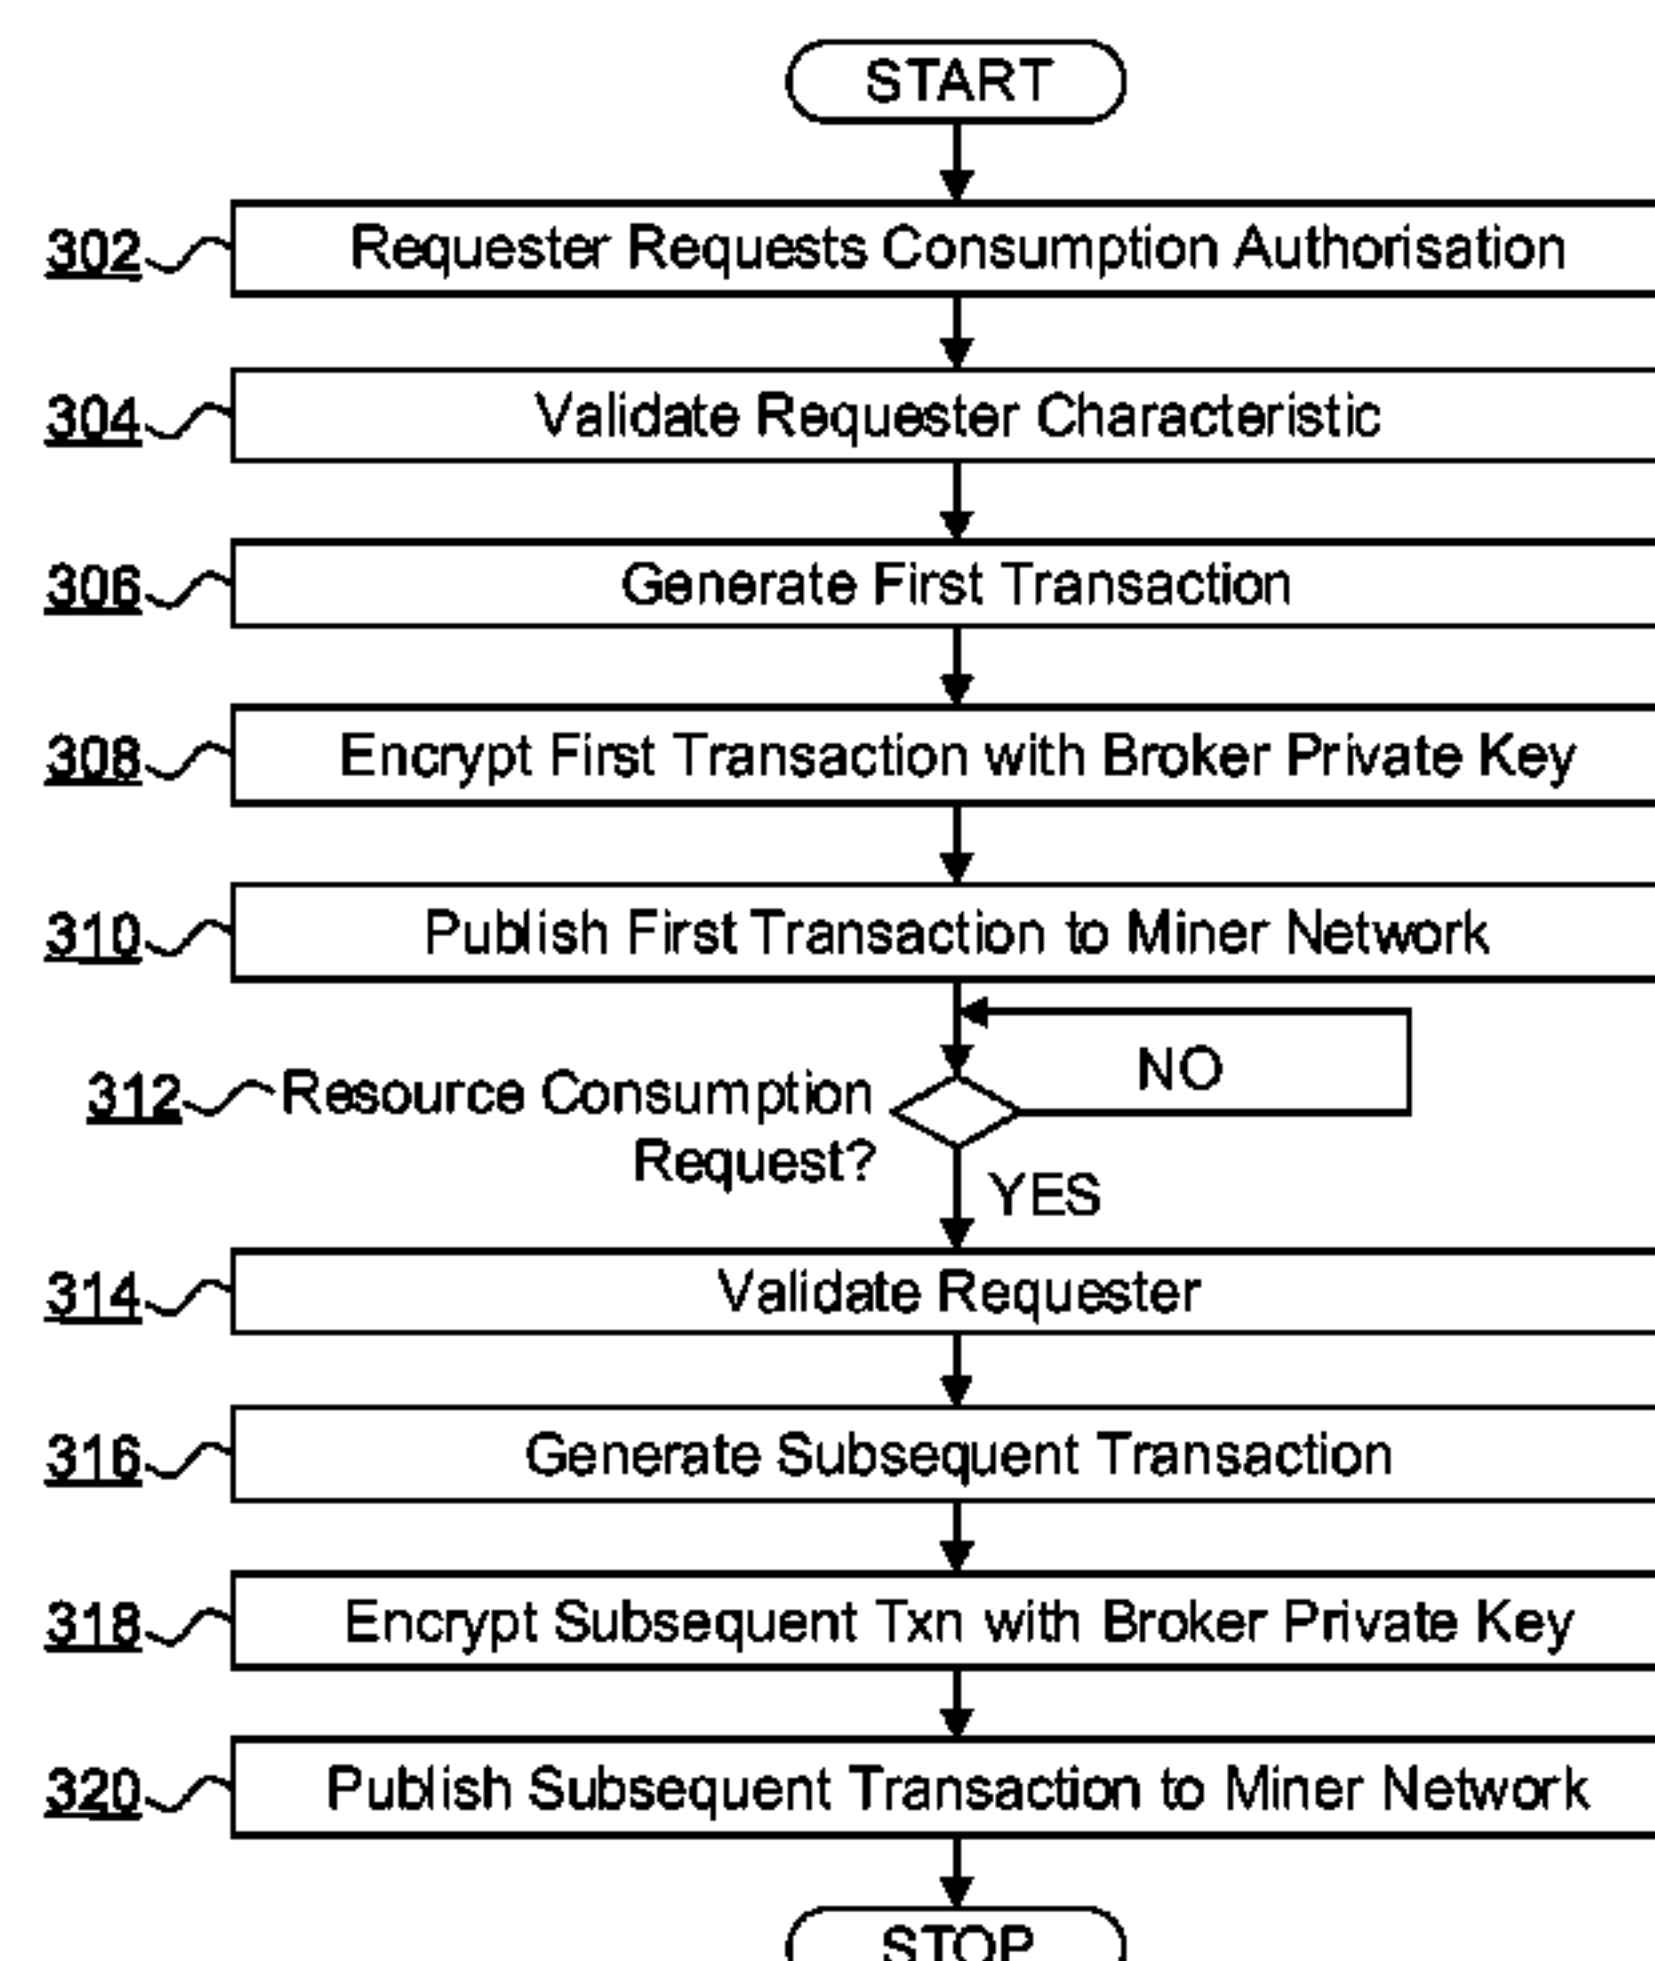 START
302 Requester Requests Consumption Authorisation
304 Validate Requester Characteristic
306 Generate First Transaction
308 Encrypt First Transaction with Broker Private Key
310 Publish First Transaction to Miner Network
NO
312 Resource Consumption
Request?
YES
314 Validate Requester
316 Generate Subsequent Transaction
318 Encrypt Subsequent Txn with Broker Private Key
320 Publish Subsequent Transaction to Miner Network
STOP